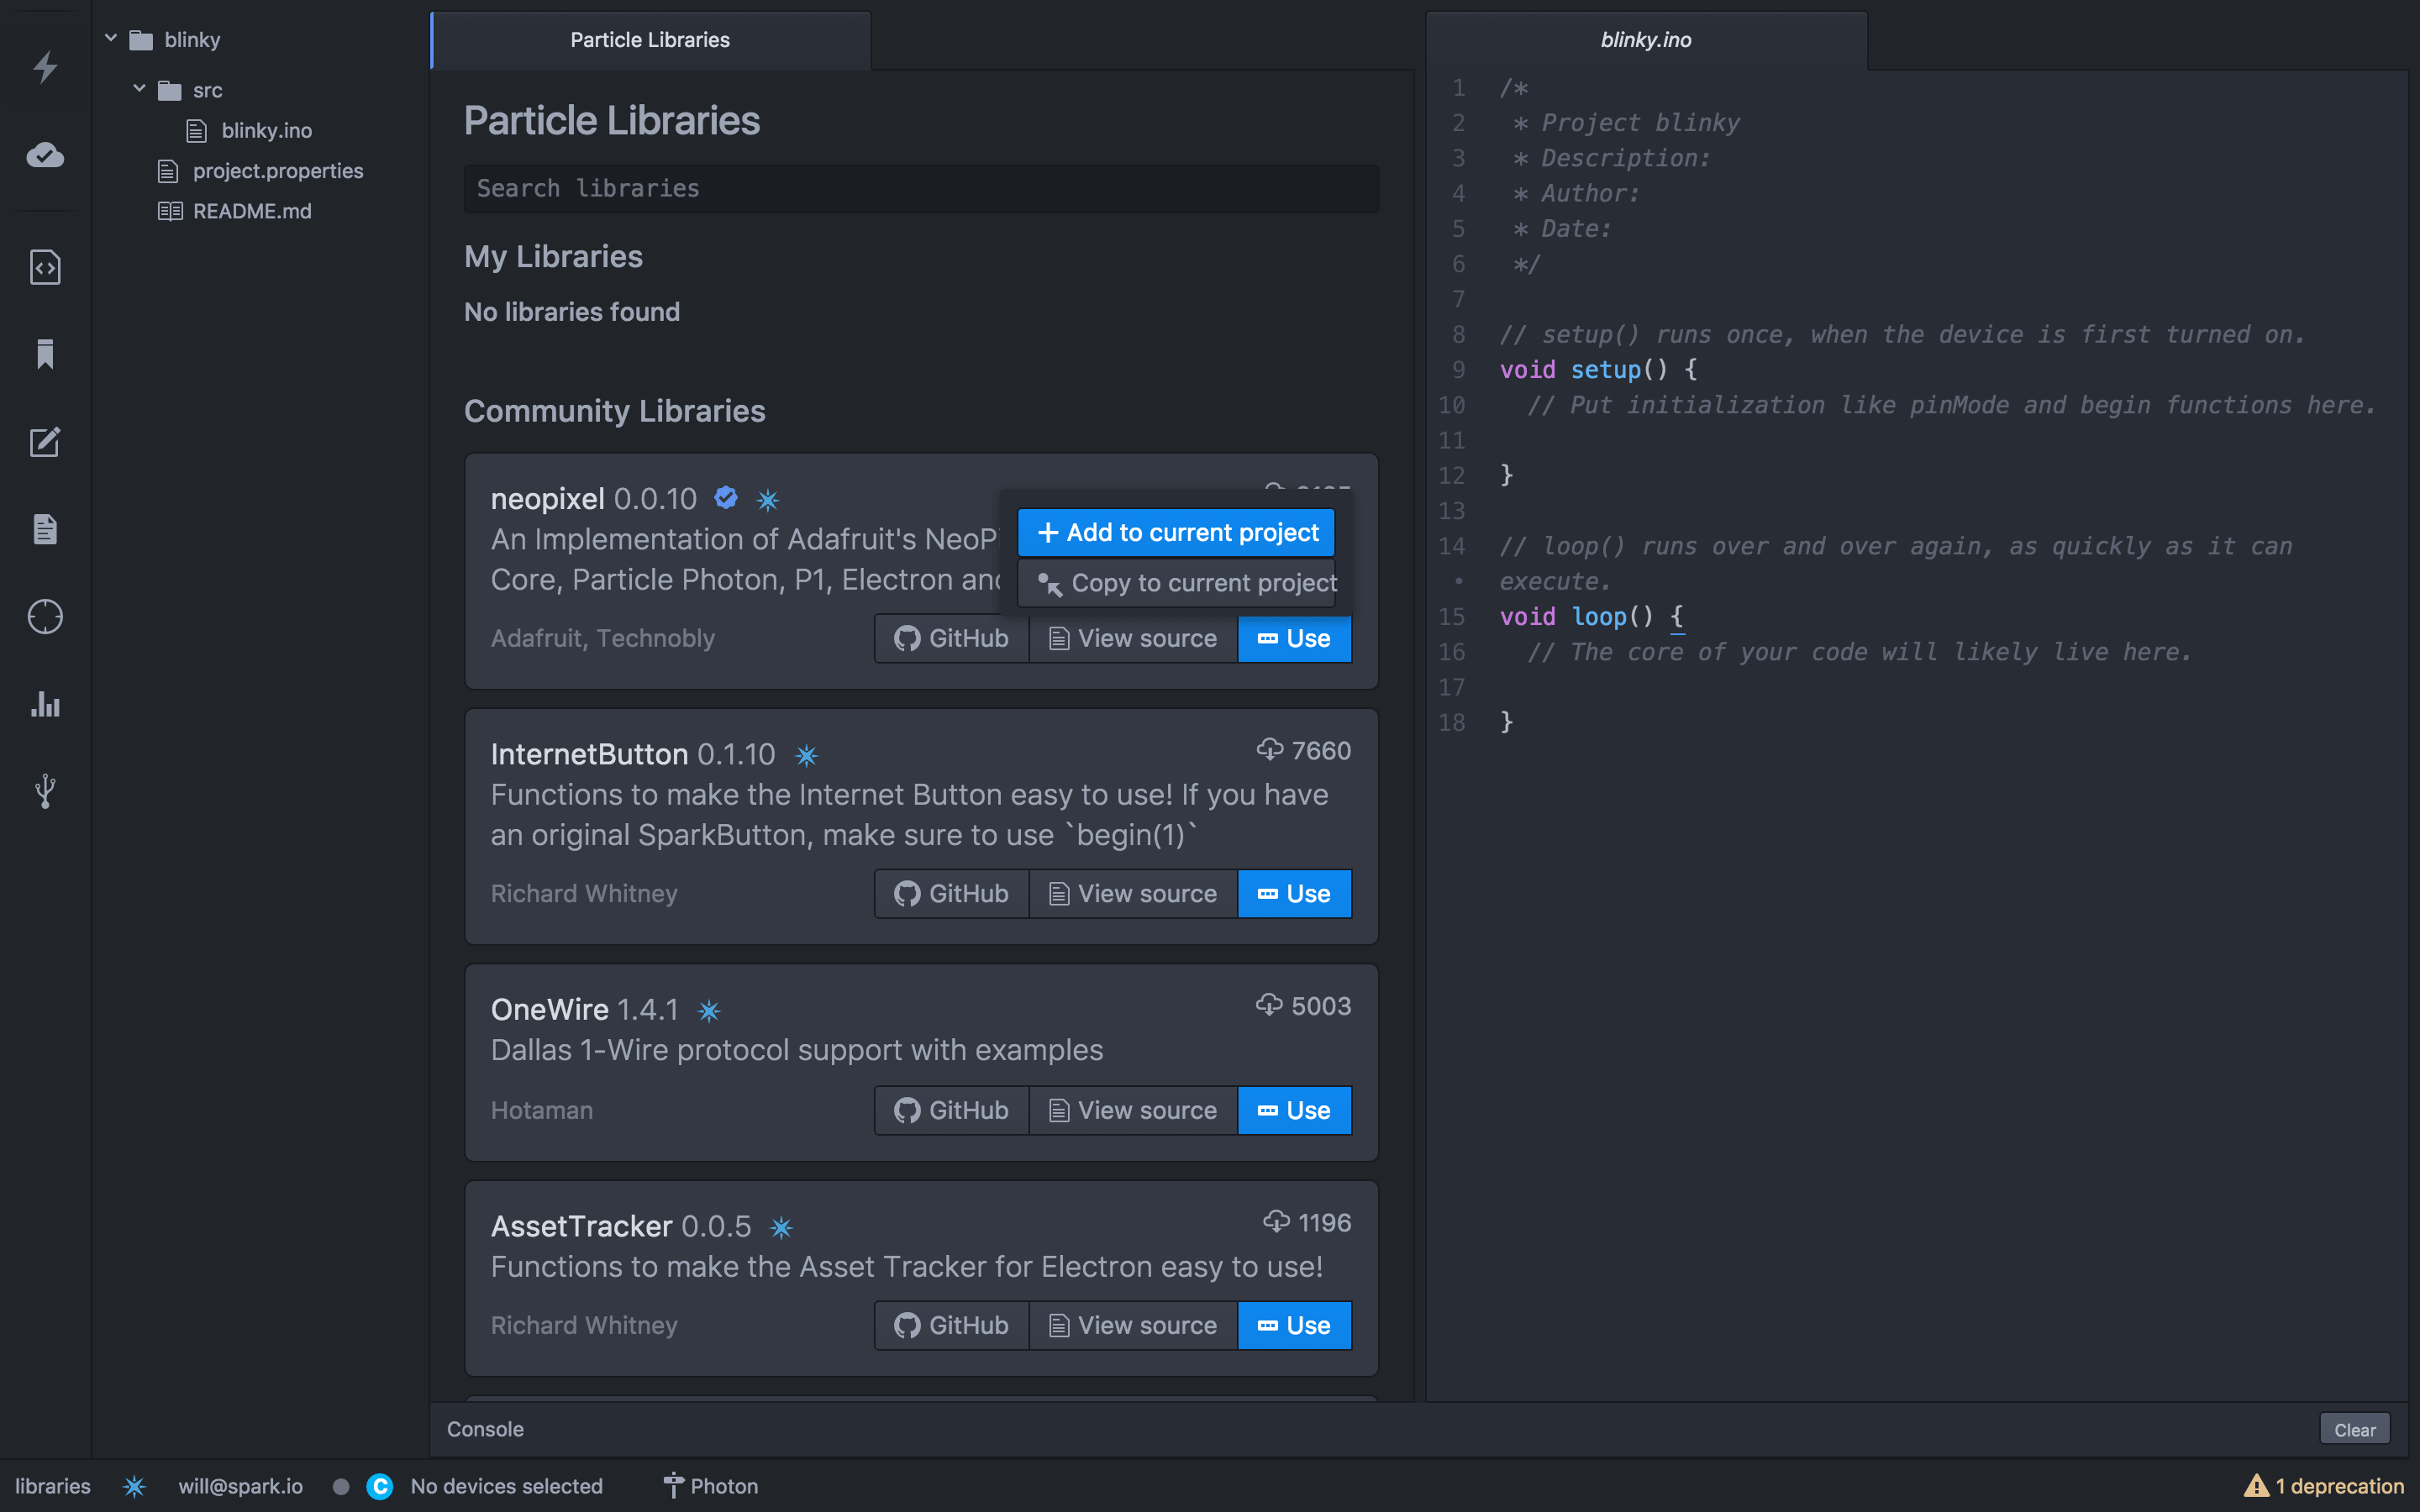 blinky
src
blinky.ino
project.properties
README.md
Particle Libraries
Particle Libraries
Search libraries
My Libraries
No libraries found
Community Libraries
neopixel 0.0.10
An Implementation of Adafruit's
Core, Particle Photon, P1, Electron
+ Add to current project
Copy to current project
Adafruit, Technobly
GitHub View source Use
InternetButton 0.1.10 7660
Functions to make the Internet Button easy to use! If you have
an original SparkButton, make sure to use `begin(1)`
Richard Whitney GitHub View source Use
OneWire 1.4.1 5003
Dallas 1-Wire protocol support with examples
Hotaman GitHub View source Use
AssetTracker 0.0.5 1196
Functions to make the Asset Tracker for Electron easy to use!
Richard Whitney GitHub View source Use
blinky.ino
1 /*
2 * Project blinky
3 * Description:
4 * Author:
5 * Date:
6 */
7
8 // setup() runs once, when the device is first turned on.
9 void setup() {
10 // Put initialization like pinMode and begin functions here.
11
12 }
13
14 // loop() runs over and over again, as quickly as it can
• execute.
15 void loop() {
16 // The core of your code will likely live here.
17
18 }
Console Clear
libraries will@spark.io C No devices selected Photon 1 deprecation